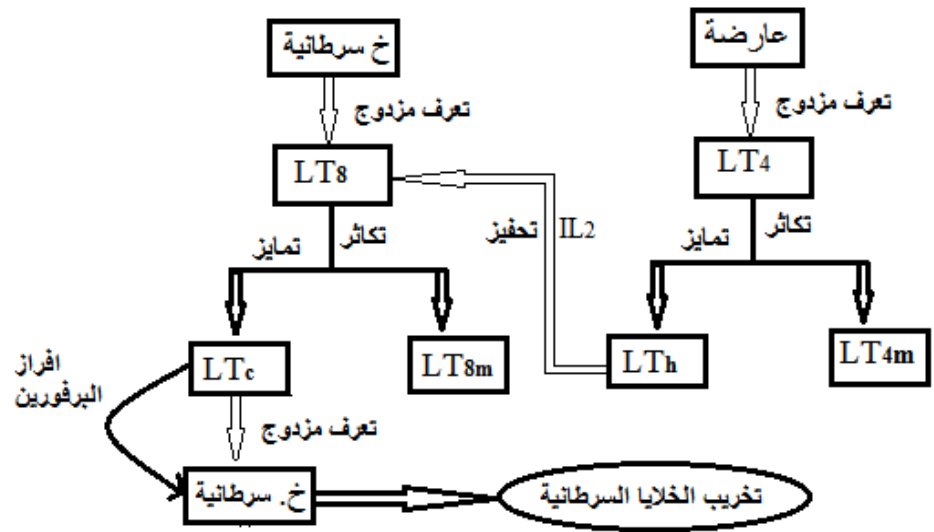 عارضة
خ سرطانية
تعرف مزدوج
تعرف مزدوج
LT4
LT8
تكاثر
تمايز
IL2
تحفيز
تكاثر
تمايز
LT4m
LTh
LT8m
LTc
افراز
البرفورين
تعرف مزدوج
خ. سرطانية
تخريب الخلايا السرطانية